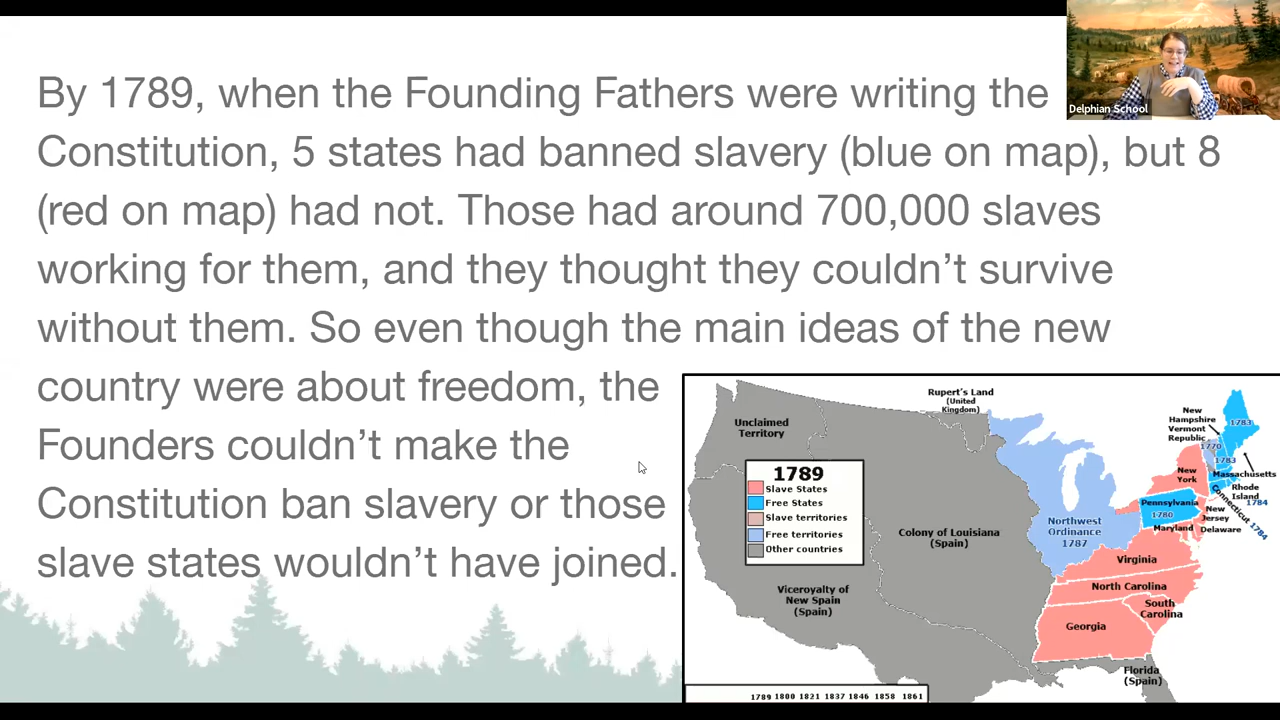 By 1789, when the Founding Fathers were writing the
Constitution, 5 states had banned slavery (blue on map), but 8
(red on map) had not. Those had around 700,000 slaves
working for them, and they thought they couldn’t survive
without them. So even though the main ideas of the new
country were about freedom, the
Founders couldn’t make the
Constitution ban slavery or those
slave states wouldn’t have joined.
Delphian School
Rupert's Land
(United
Kingdom)
Unclaimed
Territory
1789
Slave States
Free States
Slave territories
Free territories
Other countries
Colony of Louisiana
(Spain)
Viceroyalty of
New Spain
(Spain)
Northwest
Ordinance
1787
New
Hampshire
Vermont
Republic
1770
1783
1783
Massachusetts
Rhode
Island
1784
Connecticut 1784
New
York
Pennsylvania
1780
New
Jersey
Maryland
Delaware
Virginia
North Carolina
South
Carolina
Georgia
Florida
(Spain)
1789 1800 1821 1837 1846 1858 1861